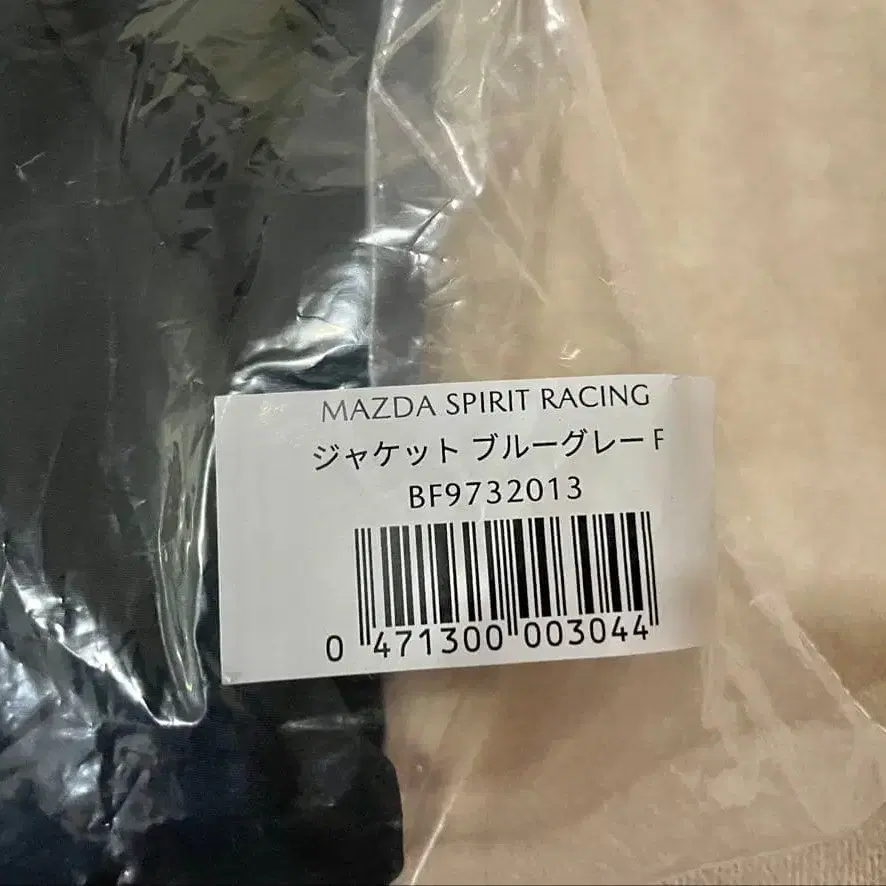 MAZDA SPIRIT RACING
ジャケット ブルーグレー F
BF9732013
0 471300 003044